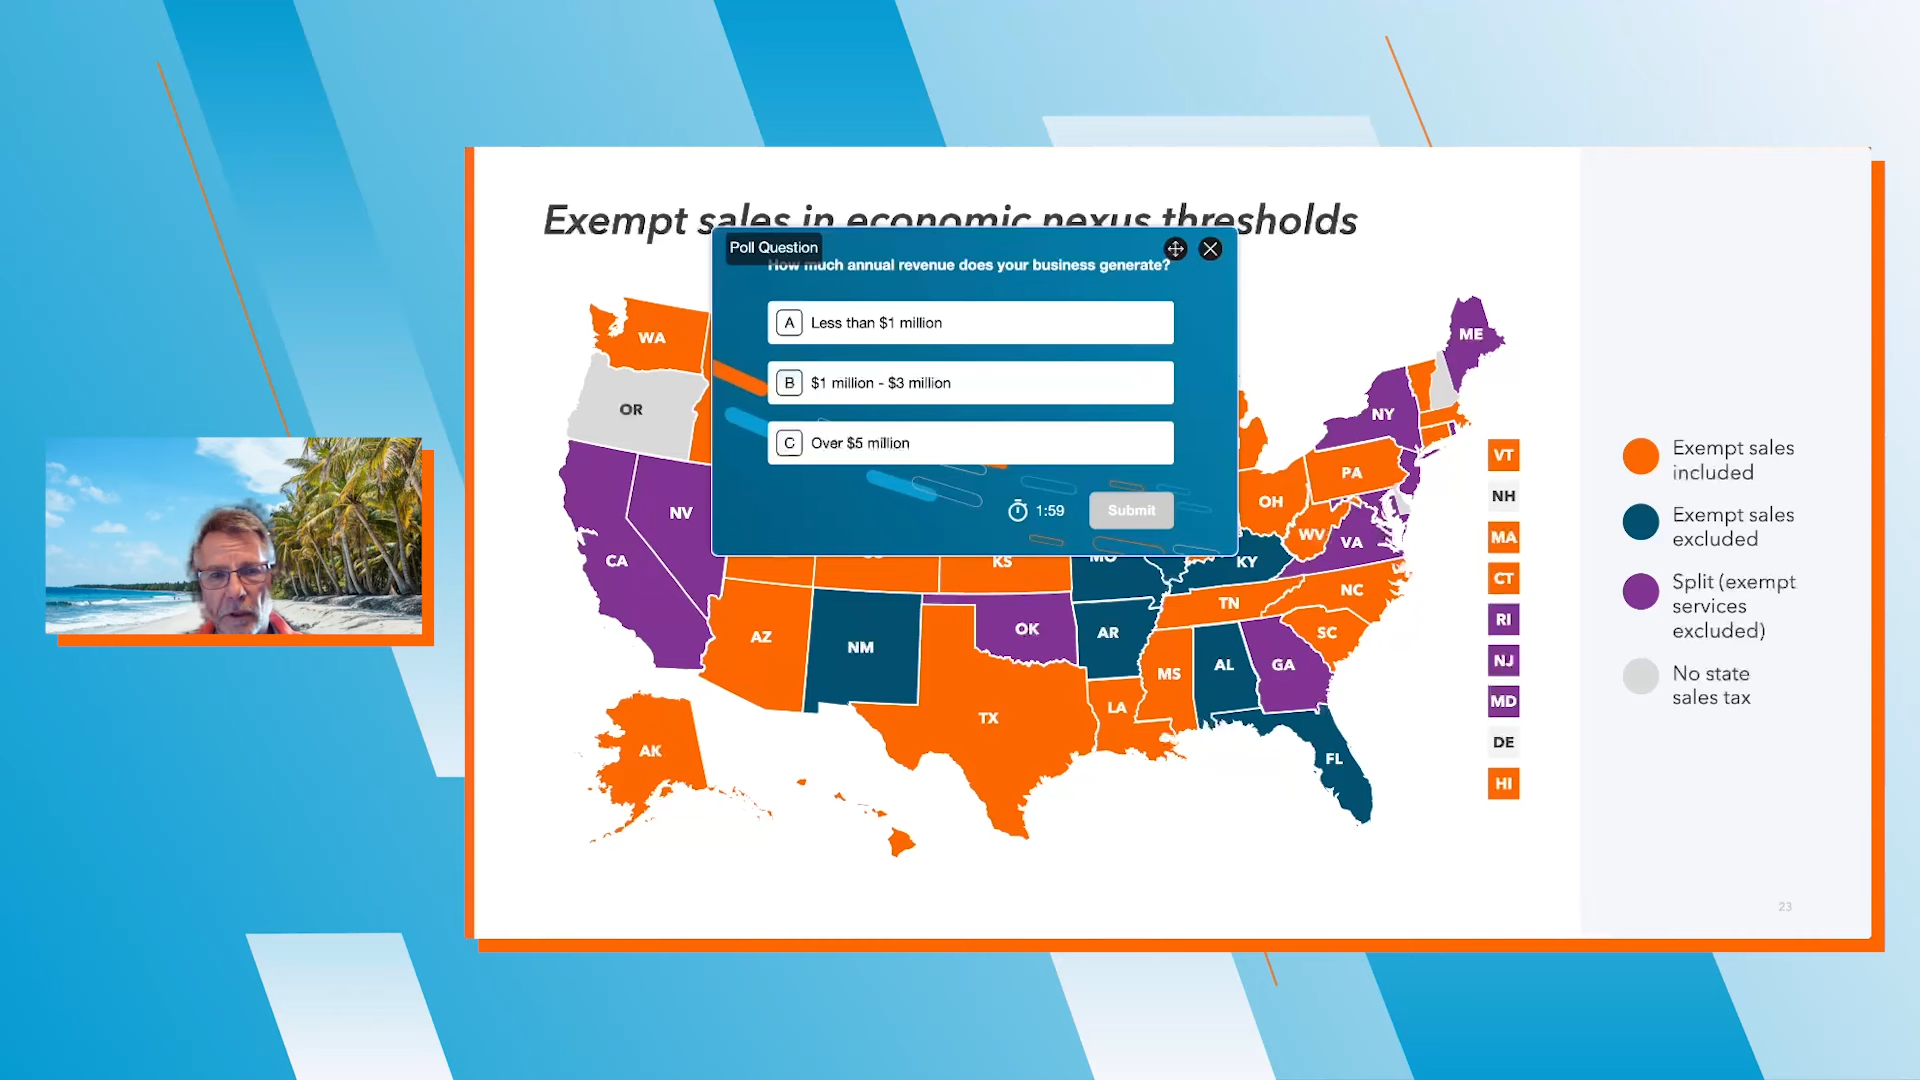 Exempt sales in economic nexus thresholds
Poll Question
How much annual revenue does your business generate?
A Less than $1 million
B $1 million - $3 million
C Over $5 million
1:59 Submit
WA
OR
NV
CA
AZ
NM
KS
OK
TX
AK
MO
AR
LA
MS
AL
GA
FL
TN
KY
SC
NC
VA
WV
OH
PA
NY
ME
VT
NH
MA
CT
RI
NJ
MD
DE
HI
Exempt sales
included
Exempt sales
excluded
Split (exempt
services
excluded)
No state
sales tax
23